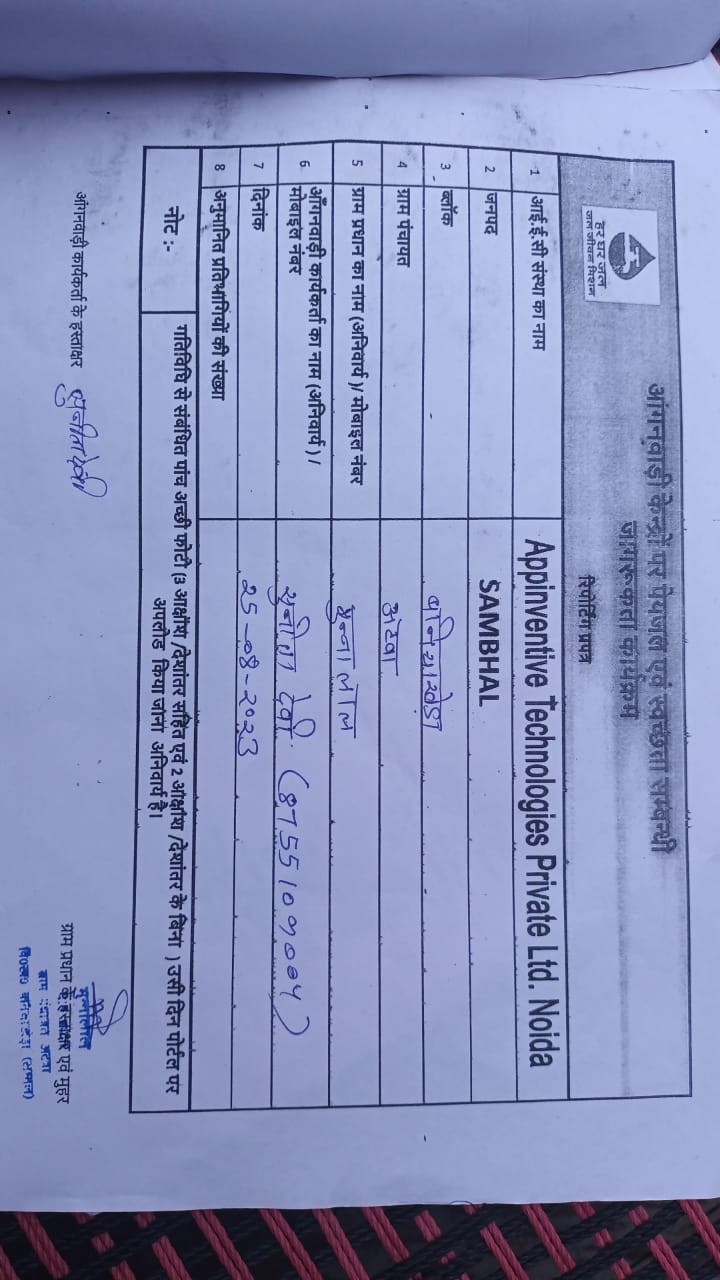 हर घर जल
जल जीवन मिशन
आंगनवाड़ी केन्द्रों पर पेयजल एवं स्वच्छता सम्बन्धी
जागरूकता कार्यक्रम
रिपोर्टिंग प्रपत्र
1 आई.ई.सी संस्था का नाम Appinventive Technologies Private Ltd. Noida
2 जनपद SAMBHAL
3 ब्लॉक बनियाखेडा
4 ग्राम पंचायत
5 ग्राम प्रधान का नाम (अनिवार्य )/ मोबाइल नंबर मुन्ना लाल
6 आँगनवाड़ी कार्यकर्ता का नाम (अनिवार्य ) / सुनीता देवी (8755109004)
मोबाइल नंबर
7 दिनांक 25-08-2023
8 अनुमानित प्रतिभागियों की संख्या
नोट :- गतिविधि से संबंधित पांच अच्छी फोटो (3 आक्षांश /देशांतर सहित एवं 2 आक्षांश /देशांतर के बिना ) उसी दिन पोर्टल पर
अपलोड किया जाना अनिवार्य है।
आंगनवाड़ी कार्यकर्ता के हस्ताक्षर सुनीता देवी
ग्राम प्रधान के हस्ताक्षर एवं मुहर
मुन्नालाल